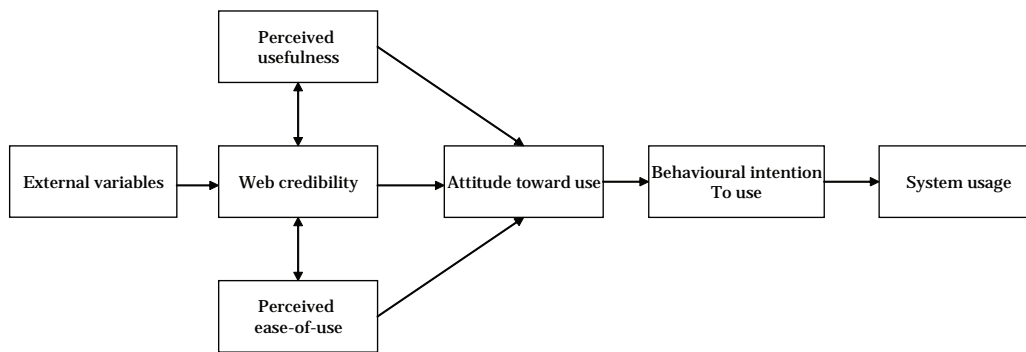 Perceived
usefulness
External variables
Web credibility
Attitude toward use
Behavioural intention
To use
System usage
Perceived
ease-of-use